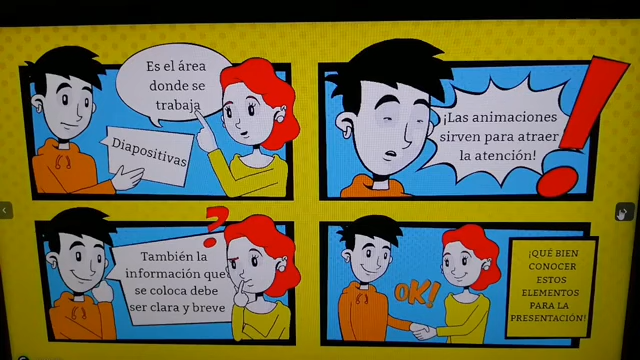 Es el área
donde se
trabaja
Diapositivas
¡Las animaciones
sirven para atraer
la atención!
!
?
También la
información que
se coloca debe
ser clara y breve
OK!
¡QUÉ BIEN
CONOCER
ESTOS
ELEMENTOS
PARA LA
PRESENTACIÓN!